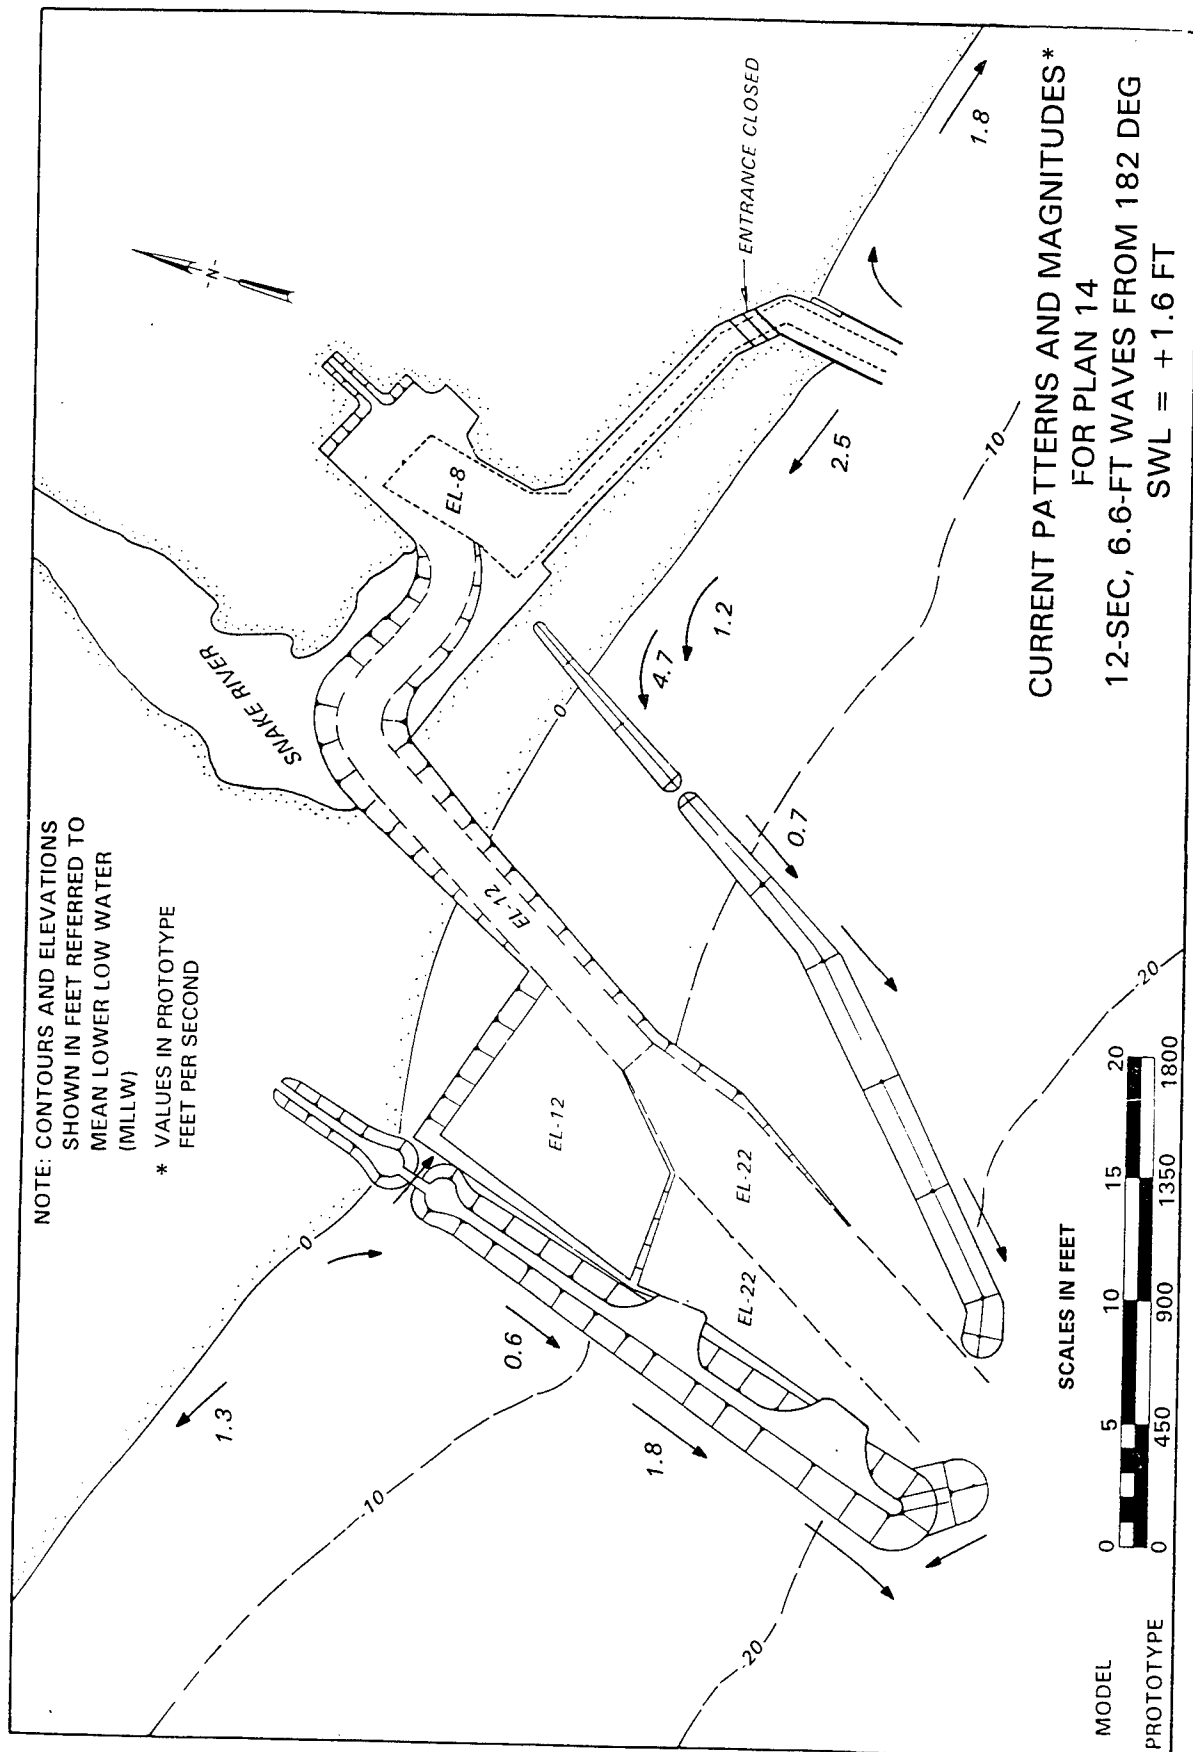 NOTE: CONTOURS AND ELEVATIONS
SHOWN IN FEET REFERRED TO
MEAN LOWER LOW WATER
(MLLW)
* VALUES IN PROTOTYPE
FEET PER SECOND
SNAKE RIVER
-N-
EL-8
ENTRANCE CLOSED
EL-12
EL-12
EL-22
EL-22
0
0
-10
-10
-20
-20
1.3
0.6
1.8
4.7
1.2
0.7
2.5
1.8
SCALES IN FEET
MODEL
0 5 10 15 20
PROTOTYPE
0 450 900 1350 1800
CURRENT PATTERNS AND MAGNITUDES*
FOR PLAN 14
12-SEC, 6.6-FT WAVES FROM 182 DEG
SWL = +1.6 FT